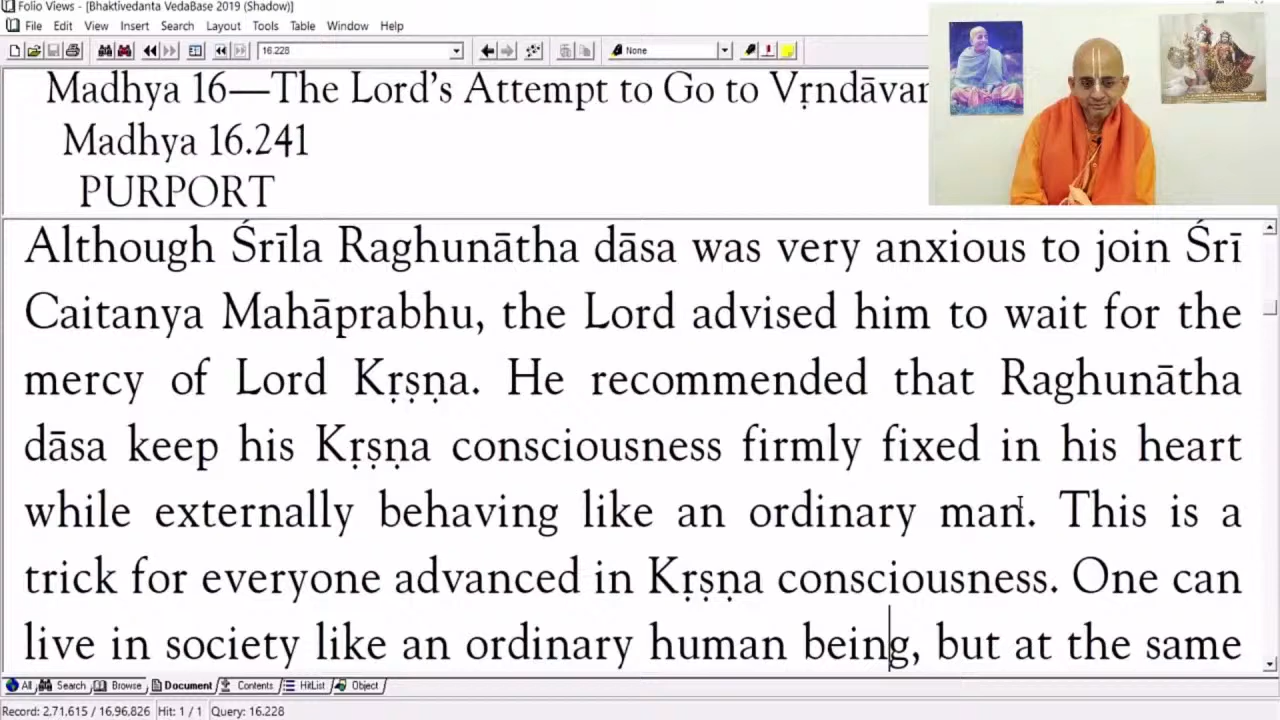 Folio Views - [Bhaktivedanta VedaBase 2019 (Shadow)]
File Edit View Insert Search Layout Tools Table Window Help
16.228 None
Madhya 16—The Lord's Attempt to Go to
Madhya 16.241
PURPORT
Although Śrīla Raghunātha dāsa was very anxious to join Śrī
Caitanya Mahāprabhu, the Lord advised him to wait for the
mercy of Lord Kṛṣṇa. He recommended that Raghunātha
dāsa keep his Kṛṣṇa consciousness firmly fixed in his heart
while externally behaving like an ordinary man. This is a
trick for everyone advanced in Kṛṣṇa consciousness. One can
live in society like an ordinary human being, but at the same
All Search Browse Document Contents HitList Object
Record: 2,71,615 / 16,96,826 Hit: 1 / 1 Query: 16.228